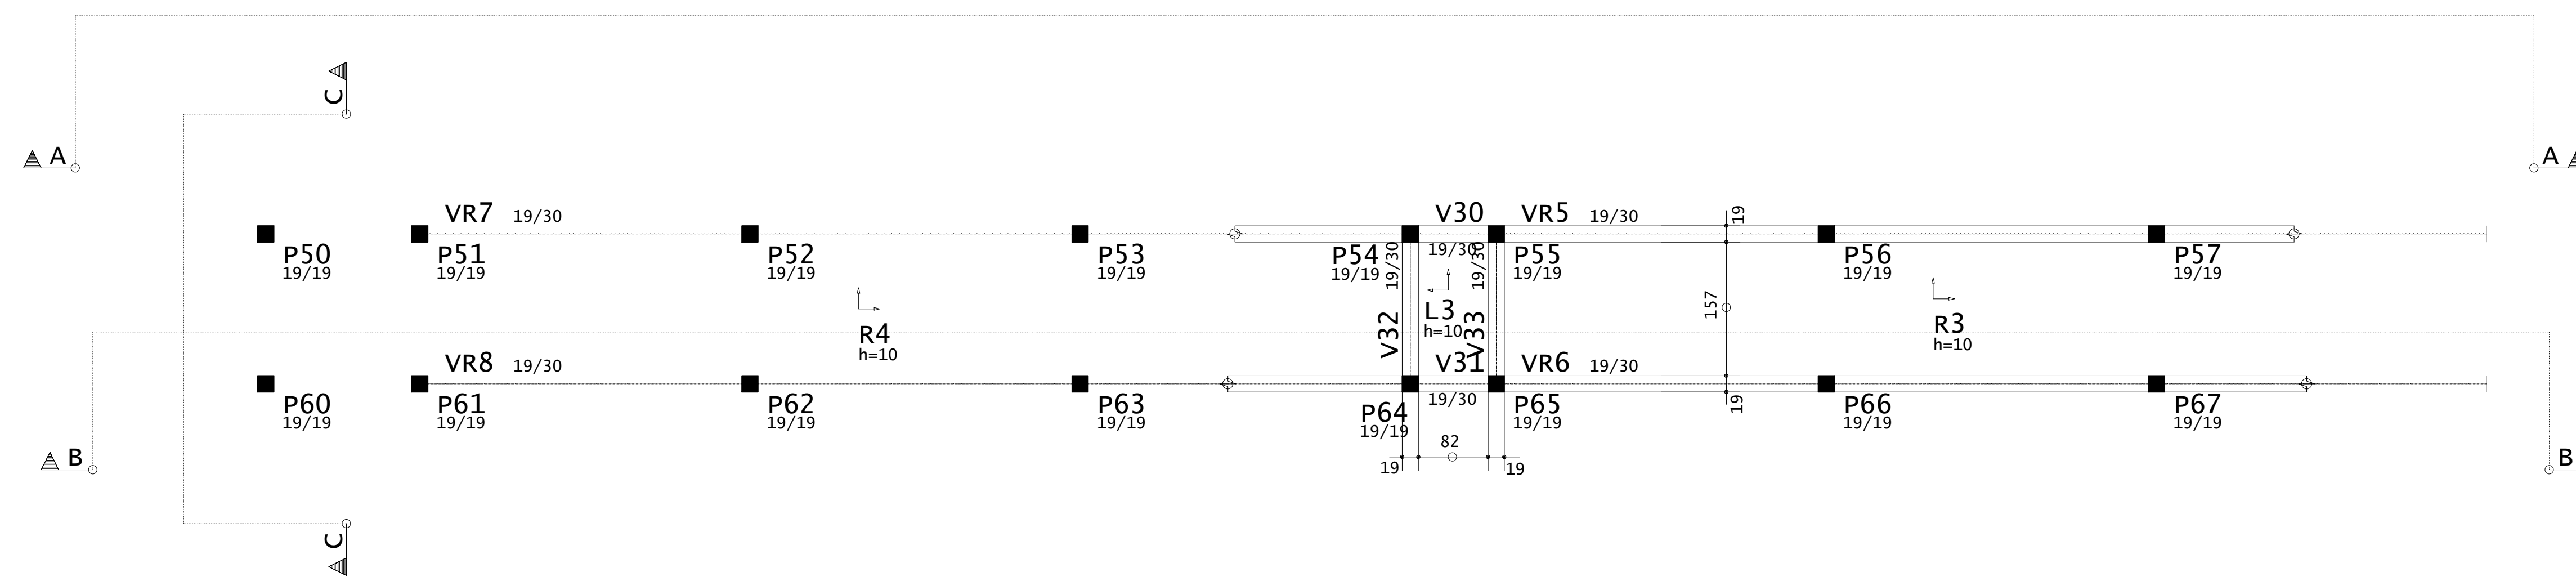 C
A
A
VR7 19/30
V30
VR5 19/30
19
19/30
19/30
19/30
P50
19/19
P51
19/19
P52
19/19
P53
19/19
P54
19/19
P55
19/19
P56
19/19
P57
19/19
157
R4
h=10
V32
L3
h=10
V33
R3
h=10
VR8 19/30
V31
VR6 19/30
19/30
19
P60
19/19
P61
19/19
P62
19/19
P63
19/19
P64
19/19
P65
19/19
P66
19/19
P67
19/19
82
19
19
B
B
C